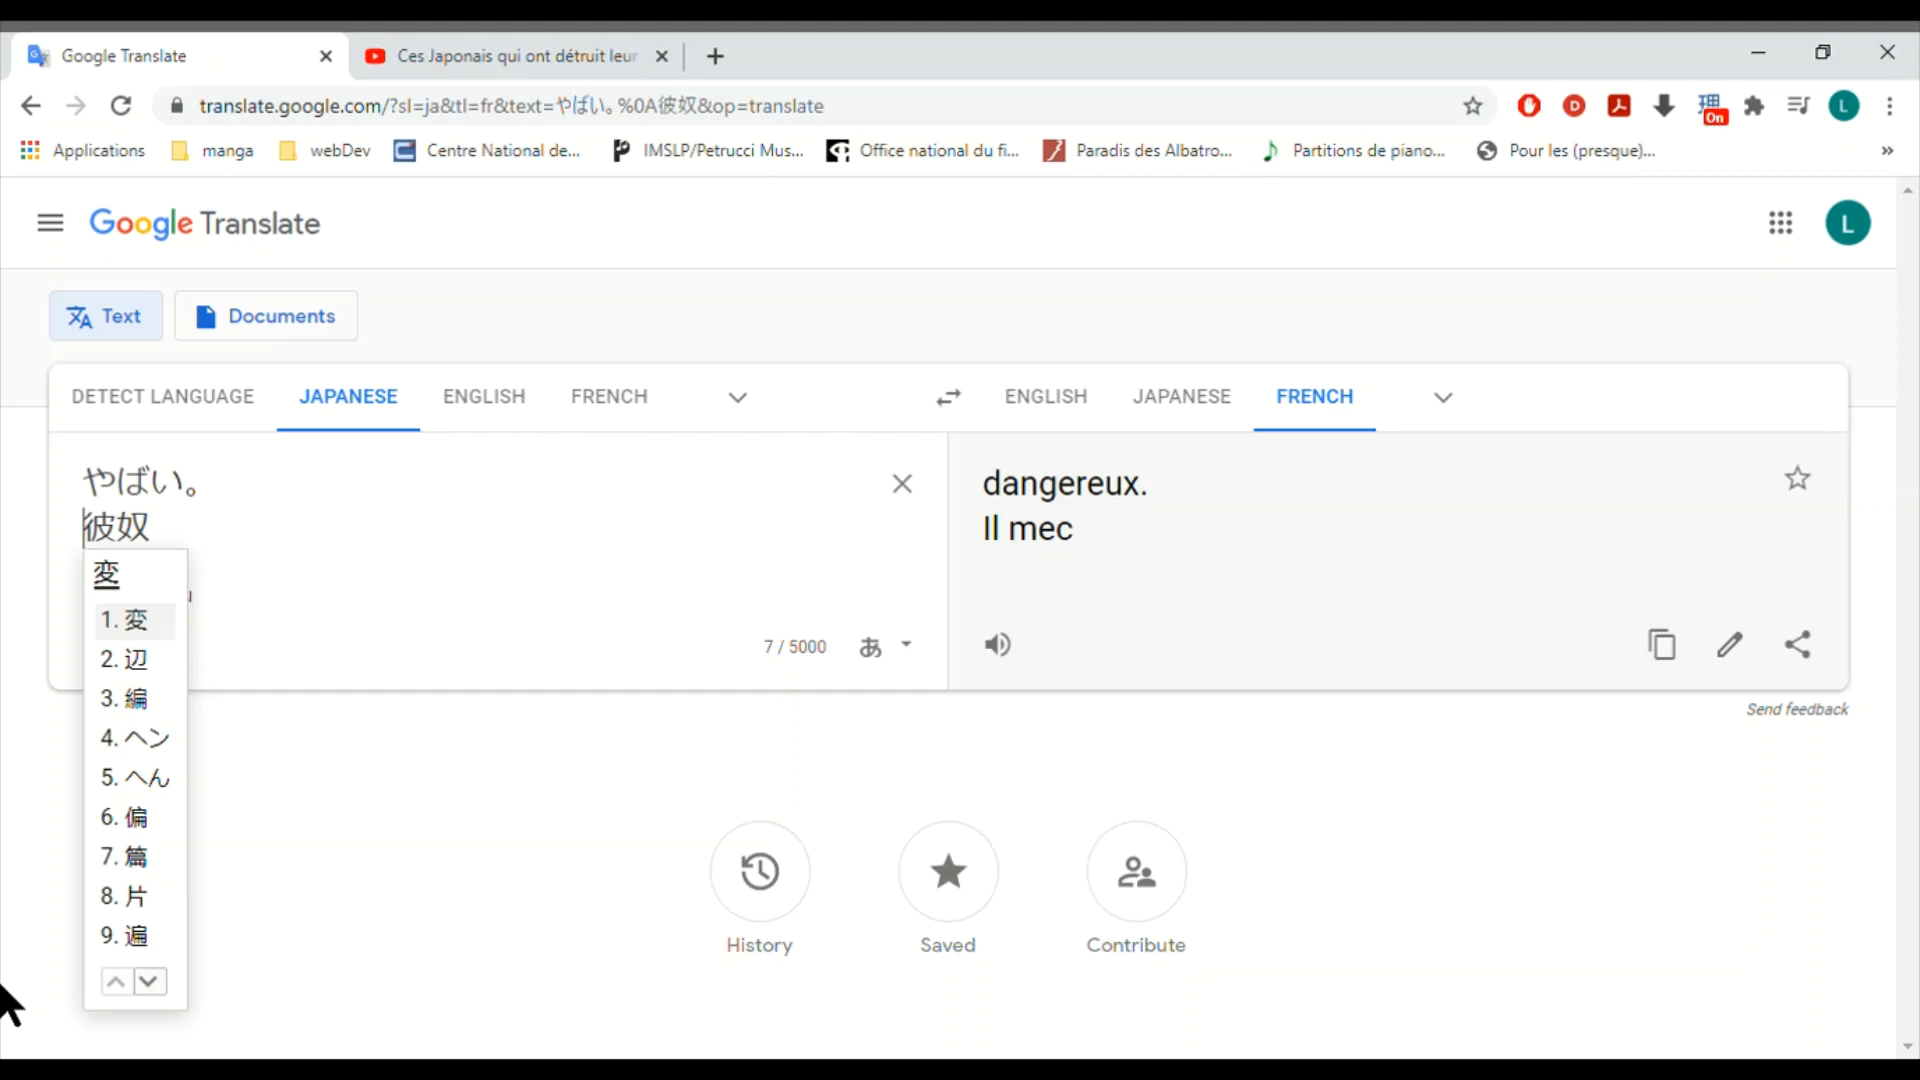 Google Translate
Ces Japonais qui ont détruit leur
translate.google.com/?sl=ja&tl=fr&text=やばい。%0A彼奴&op=translate
On
L
Applications
manga
webDev
Centre National de...
IMSLP/Petrucci Mus...
Office national du fi...
Paradis des Albatro...
Partitions de piano...
Pour les (presque)...
»
Google Translate
L
Text
Documents
DETECT LANGUAGE
JAPANESE
ENGLISH
FRENCH
ENGLISH
JAPANESE
FRENCH
やばい。
彼奴
dangereux.
Il mec
変
1. 変
2. 辺
3. 編
4. ヘン
5. へん
6. 偏
7. 篇
8. 片
9. 遍
7 / 5000
あ
Send feedback
History
Saved
Contribute